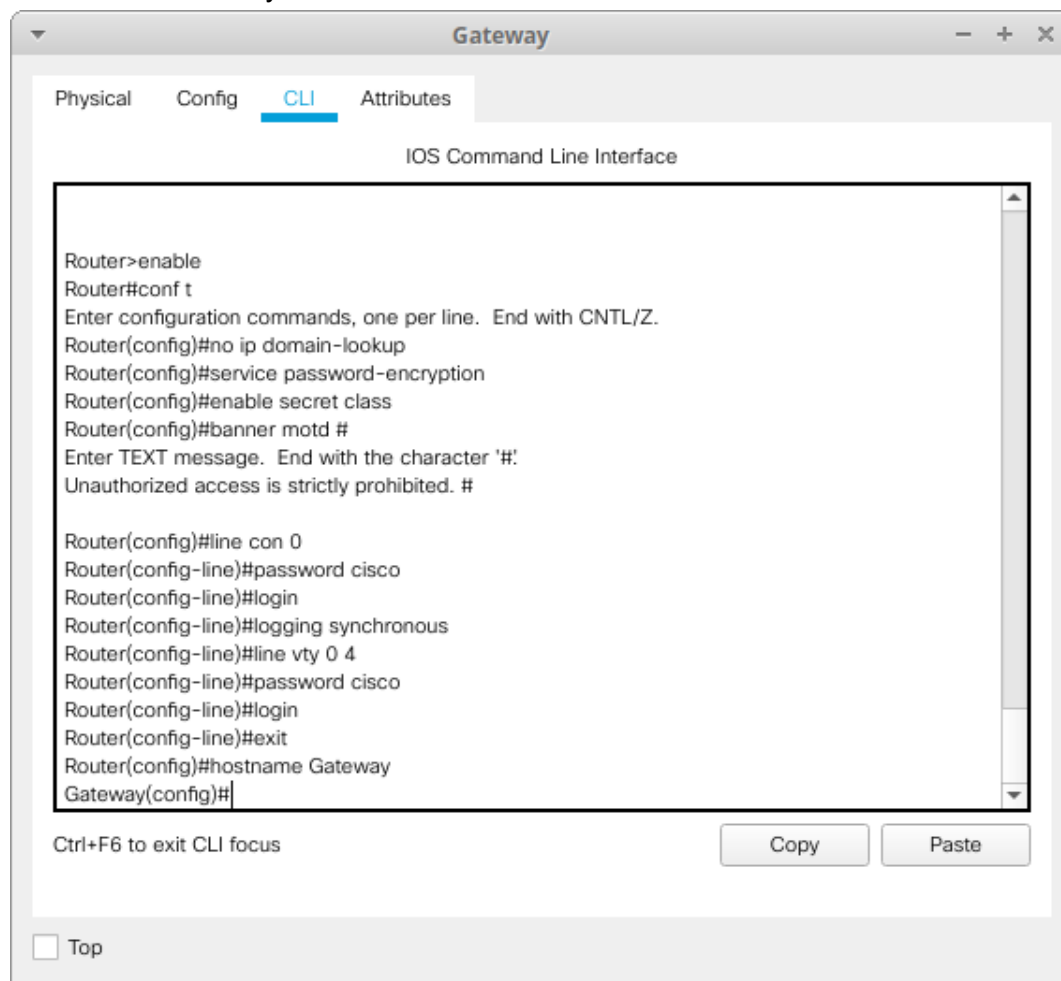 Gateway
Physical Config CLI Attributes
IOS Command Line Interface
Router>enable
Router#conf t
Enter configuration commands, one per line.  End with CNTL/Z.
Router(config)#no ip domain-lookup
Router(config)#service password-encryption
Router(config)#enable secret class
Router(config)#banner motd #
Enter TEXT message.  End with the character '#'.
Unauthorized access is strictly prohibited. #
Router(config)#line con 0
Router(config-line)#password cisco
Router(config-line)#login
Router(config-line)#logging synchronous
Router(config-line)#line vty 0 4
Router(config-line)#password cisco
Router(config-line)#login
Router(config-line)#exit
Router(config)#hostname Gateway
Gateway(config)#
Ctrl+F6 to exit CLI focus
Copy Paste
Top